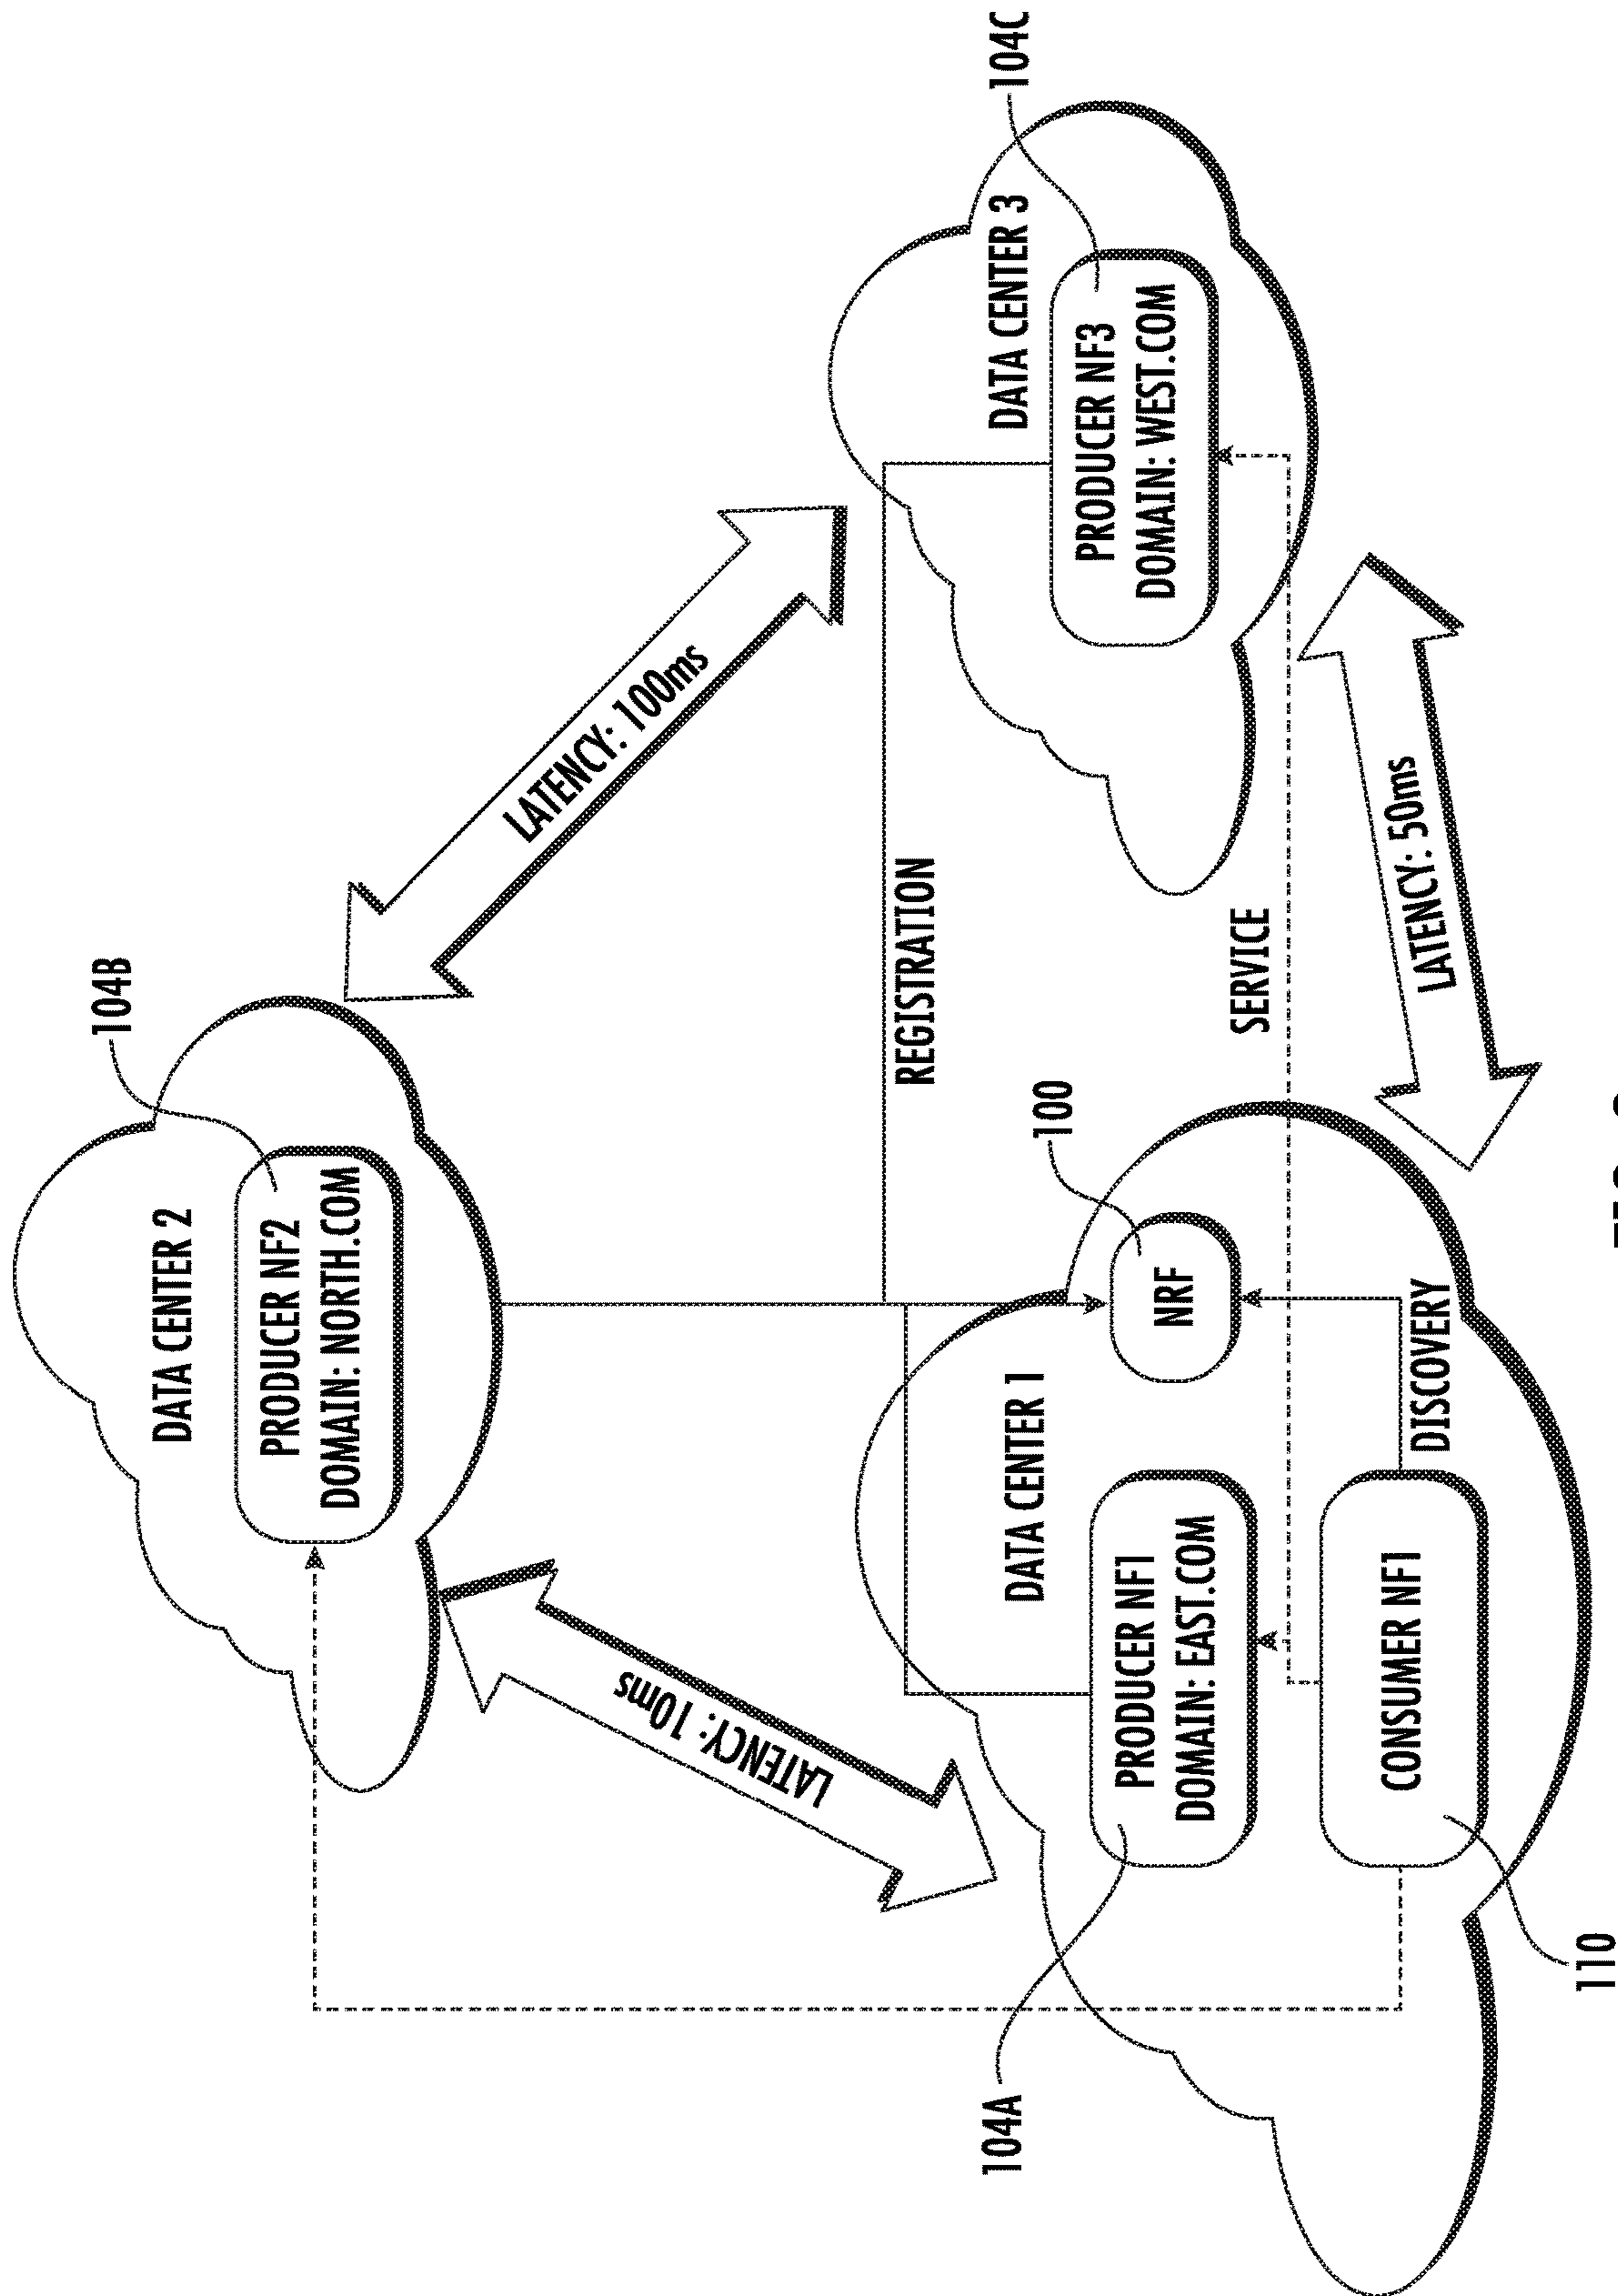 DATA CENTER 2
PRODUCER NF2
DOMAIN: NORTH.COM
104B
LATENCY: 10ms
LATENCY: 100ms
REGISTRATION
DATA CENTER 1
PRODUCER NF1
DOMAIN: EAST.COM
104A
NRF
100
CONSUMER NF1
110
DISCOVERY
SERVICE
DATA CENTER 3
PRODUCER NF3
DOMAIN: WEST.COM
104C
LATENCY: 50ms